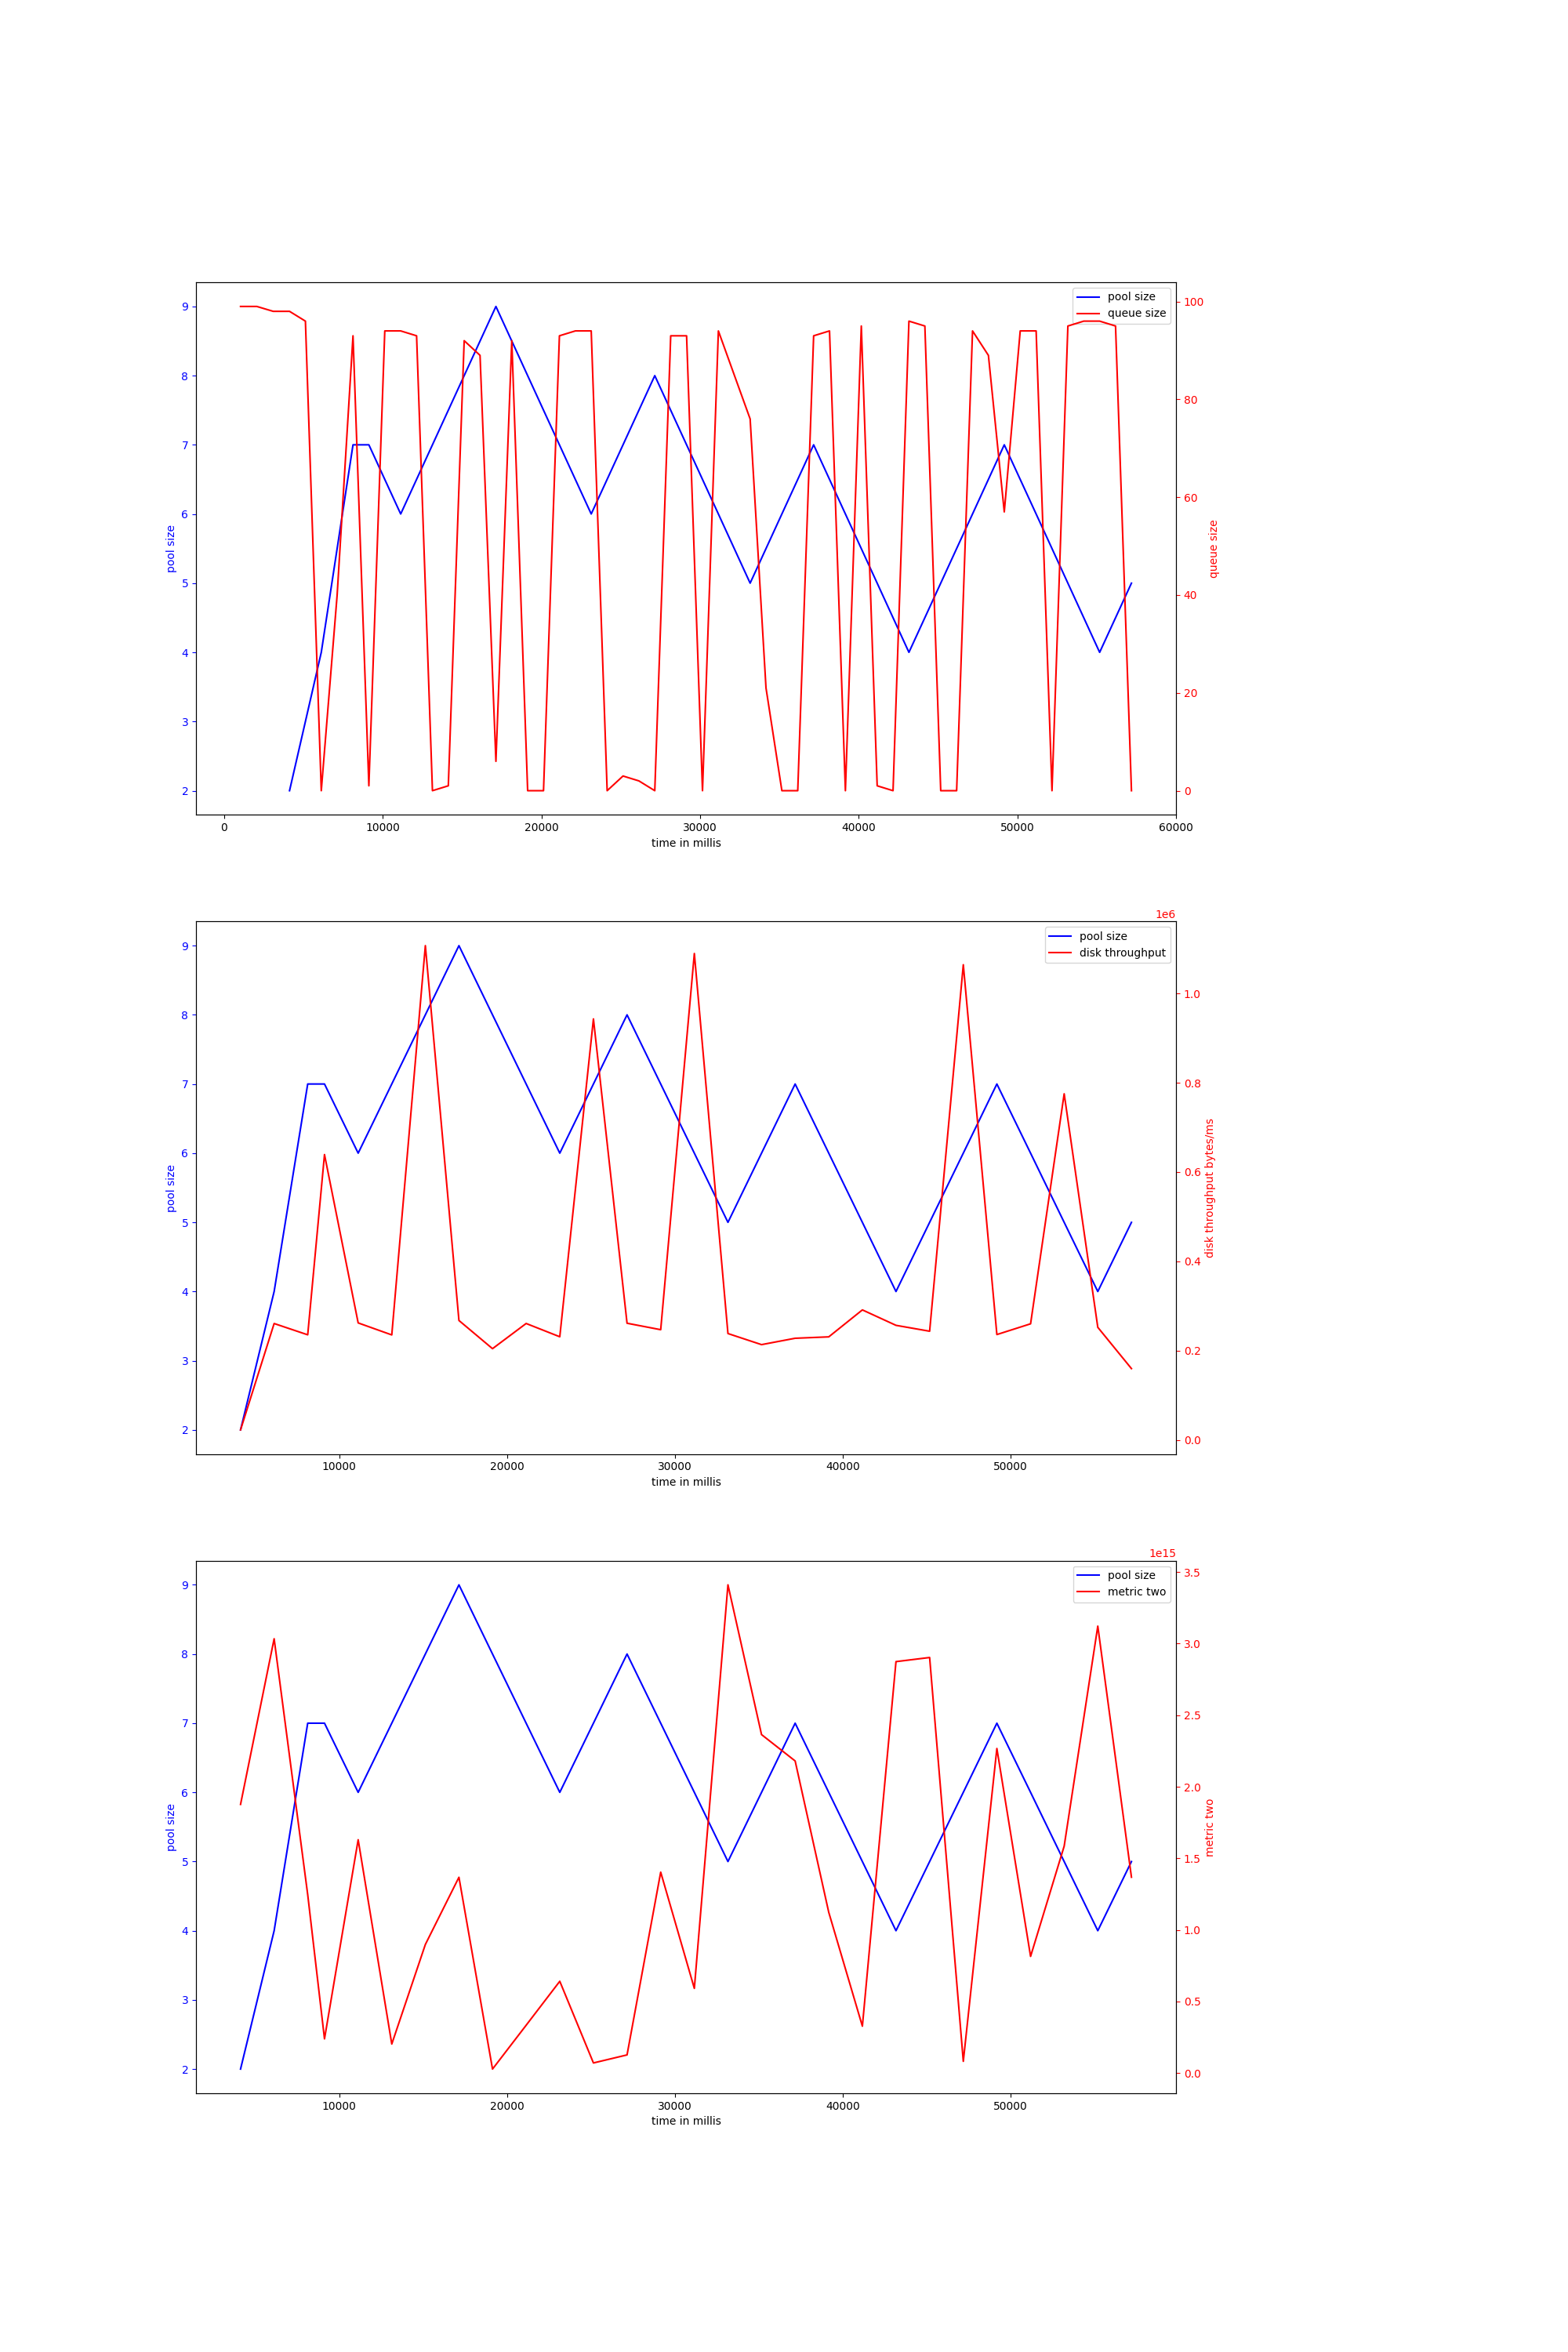 pool size
queue size
9
8
7
6
5
4
3
2
pool size
100
80
60
40
20
0
queue size
0 10000 20000 30000 40000 50000 60000
time in millis
1e6
pool size
disk throughput
9
8
7
6
5
4
3
2
pool size
1.0
0.8
0.6
0.4
0.2
0.0
disk throughput bytes/ms
10000 20000 30000 40000 50000
time in millis
1e15
pool size
metric two
9
8
7
6
5
4
3
2
pool size
3.5
3.0
2.5
2.0
1.5
1.0
0.5
0.0
metric two
10000 20000 30000 40000 50000
time in millis